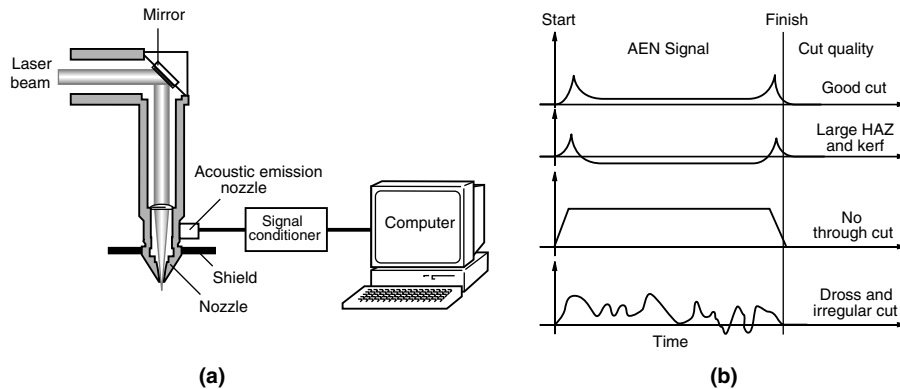 Mirror
Laser
beam
Acoustic emission
nozzle
Signal
conditioner
Computer
Shield
Nozzle
(a)
Start
Finish
AEN Signal
Cut quality
Good cut
Large HAZ
and kerf
No
through cut
Dross and
irregular cut
Time
(b)